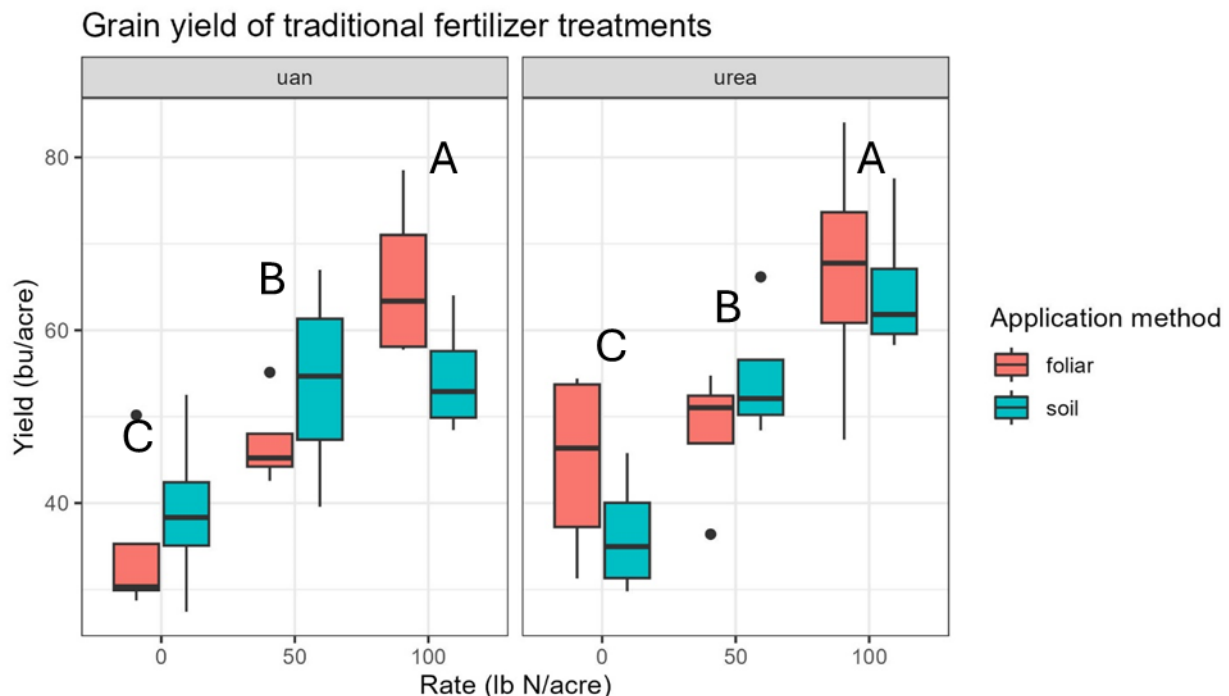 Grain yield of traditional fertilizer treatments
uan
urea
80
60
40
Yield (bu/acre)
A
B
C
A
B
C
0
50
100
0
50
100
Rate (lb N/acre)
Application method
foliar
soil